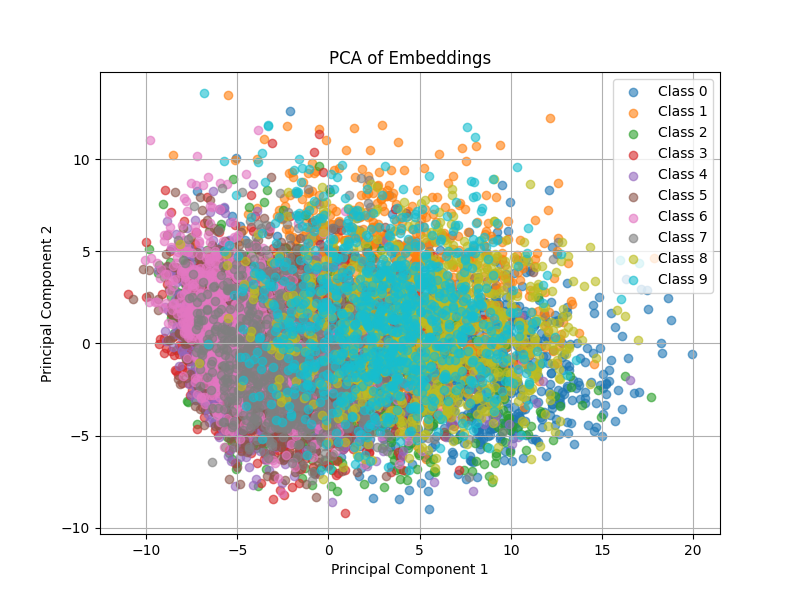 PCA of Embeddings
Class 0
Class 1
Class 2
Class 3
Class 4
Class 5
Class 6
Class 7
Class 8
Class 9
10
5
0
−5
−10
Principal Component 2
−10
−5
0
5
10
15
20
Principal Component 1